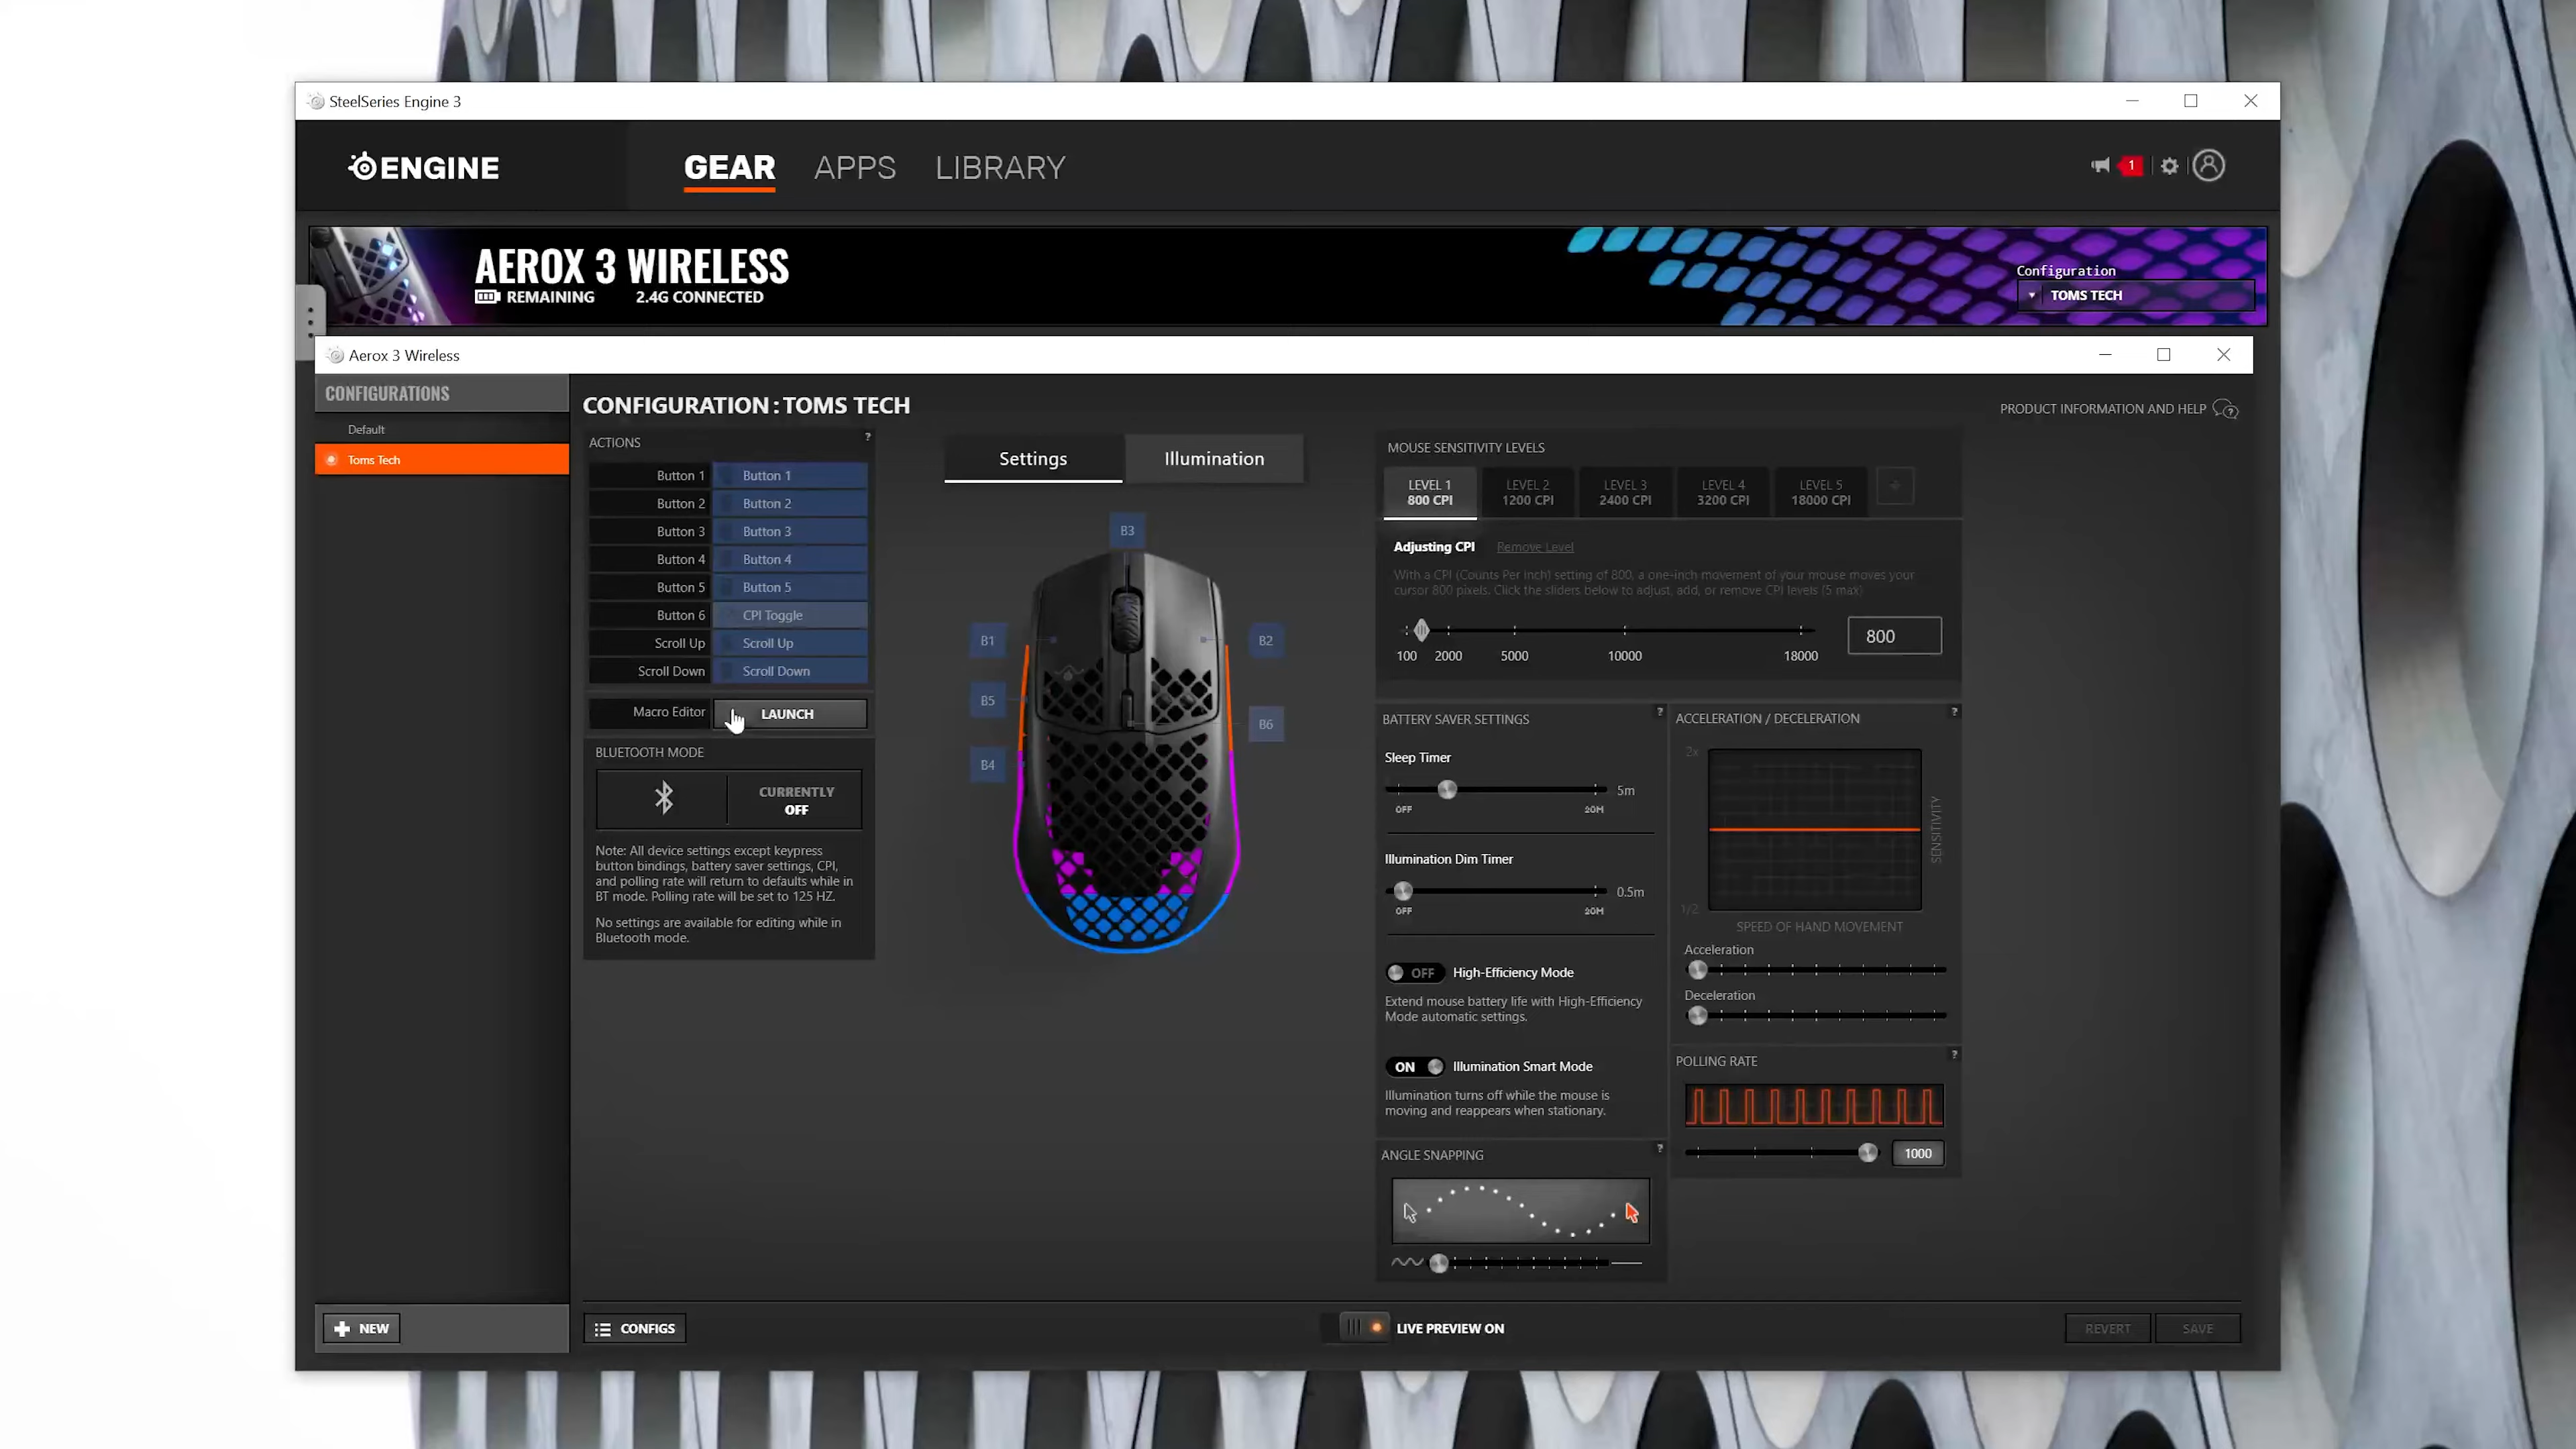 SteelSeries Engine 3
ENGINE
GEAR
APPS
LIBRARY
1
AEROX 3 WIRELESS
REMAINING
2.4G CONNECTED
Configuration
TOMS TECH
Aerox 3 Wireless
CONFIGURATIONS
Default
Toms Tech
CONFIGURATION : TOMS TECH
PRODUCT INFORMATION AND HELP
ACTIONS
?
Button 1 Button 1
Button 2 Button 2
Button 3 Button 3
Button 4 Button 4
Button 5 Button 5
Button 6 CPI Toggle
Scroll Up Scroll Up
Scroll Down Scroll Down
Macro Editor LAUNCH
BLUETOOTH MODE
CURRENTLY
OFF
Note: All device settings except keypress
button bindings, battery saver settings, CPI,
and polling rate will return to defaults while in
BT mode. Polling rate will be set to 125 HZ.
No settings are available for editing while in
Bluetooth mode.
Settings
Illumination
B3
B1
B2
B5
B6
B4
MOUSE SENSITIVITY LEVELS
LEVEL 1
800 CPI
LEVEL 2
1200 CPI
LEVEL 3
2400 CPI
LEVEL 4
3200 CPI
LEVEL 5
18000 CPI
+
Adjusting CPI
Remove Level
With a CPI (Counts Per Inch) setting of 800, a one-inch movement of your mouse moves your
cursor 800 pixels. Click the sliders below to adjust, add, or remove CPI levels (5 max)
800
100 2000 5000 10000 18000
BATTERY SAVER SETTINGS
?
Sleep Timer
5m
OFF 20M
Illumination Dim Timer
0.5m
OFF 20M
OFF High-Efficiency Mode
Extend mouse battery life with High-Efficiency
Mode automatic settings.
ON Illumination Smart Mode
Illumination turns off while the mouse is
moving and reappears when stationary.
ANGLE SNAPPING
?
ACCELERATION / DECELERATION
?
2x
SENSITIVITY
1/2
SPEED OF HAND MOVEMENT
Acceleration
Deceleration
POLLING RATE
?
1000
NEW
CONFIGS
LIVE PREVIEW ON
REVERT
SAVE